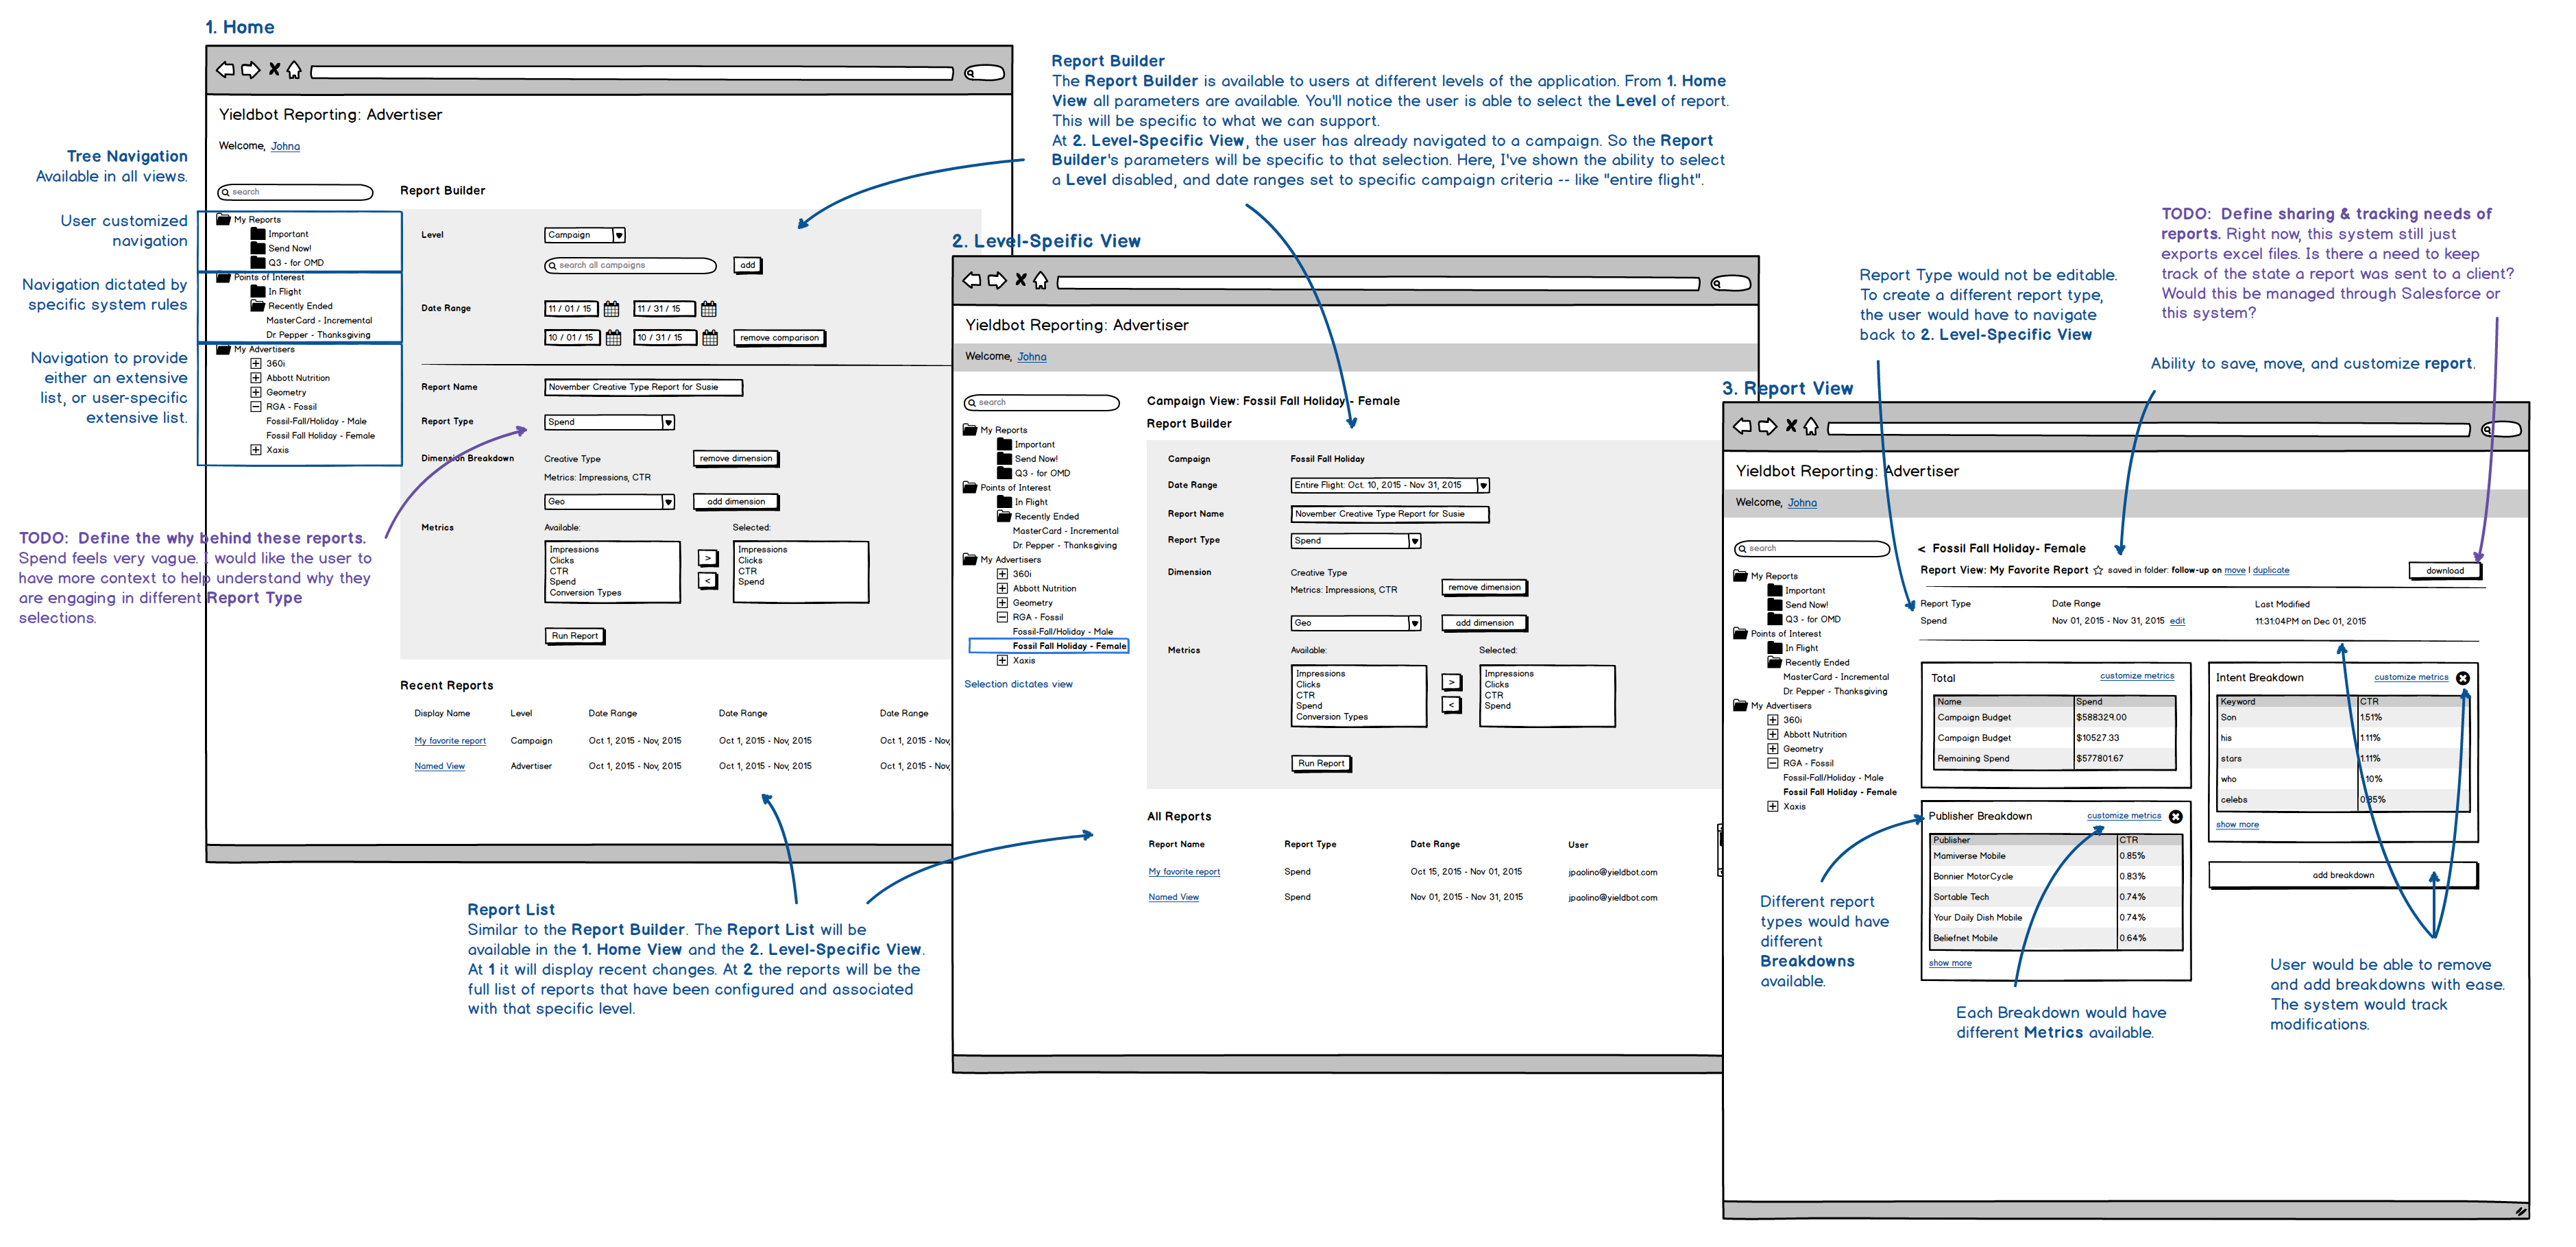 1. Home
Yieldbot Reporting: Advertiser
Welcome, Johna
Tree Navigation
Available in all views.
User customized
navigation
Navigation dictated by
specific system rules
Navigation to provide
either an extensive
list, or user-specific
extensive list.
search
My Reports
Important
Send Now!
Q3 - for OMD
Points of Interest
In Flight
Recently Ended
MasterCard - Incremental
Dr. Pepper - Thanksgiving
My Advertisers
360i
Abbott Nutrition
Geometry
RGA - Fossil
Fossil-Fall/Holiday - Male
Fossil Fall Holiday - Female
Xaxis
TODO: Define the why behind these reports.
Spend feels very vague. I would like the user to
have more context to help understand why they
are engaging in different Report Type
selections.
Report Builder
Level
Campaign
search all campaigns
add
Date Range
11 / 01 / 15
11 / 31 / 15
10 / 01 / 15
10 / 31 / 15
remove comparison
Report Name
November Creative Type Report for Susie
Report Type
Spend
Dimension Breakdown
Creative Type
remove dimension
Metrics: Impressions, CTR
Geo
add dimension
Metrics
Available:
Selected:
Impressions
Clicks
CTR
Spend
Conversion Types
>
<
Impressions
Clicks
CTR
Spend
Run Report
Recent Reports
Display Name Level Date Range Date Range Date Range
My favorite report Campaign Oct 1, 2015 - Nov, 2015 Oct 1, 2015 - Nov, 2015 Oct 1, 2015 - Nov,
Named View Advertiser Oct 1, 2015 - Nov, 2015 Oct 1, 2015 - Nov, 2015 Oct 1, 2015 - Nov,
Report List
Similar to the Report Builder. The Report List will be
available in the 1. Home View and the 2. Level-Specific View.
At 1 it will display recent changes. At 2 the reports will be the
full list of reports that have been configured and associated
with that specific level.
Report Builder
The Report Builder is available to users at different levels of the application. From 1. Home
View all parameters are available. You'll notice the user is able to select the Level of report.
This will be specific to what we can support.
At 2. Level-Specific View, the user has already navigated to a campaign. So the Report
Builder's parameters will be specific to that selection. Here, I've shown the ability to select
a Level disabled, and date ranges set to specific campaign criteria -- like "entire flight".
2. Level-Speific View
Yieldbot Reporting: Advertiser
Welcome, Johna
search
My Reports
Important
Send Now!
Q3 - for OMD
Points of Interest
In Flight
Recently Ended
MasterCard - Incremental
Dr. Pepper - Thanksgiving
My Advertisers
360i
Abbott Nutrition
Geometry
RGA - Fossil
Fossil-Fall/Holiday - Male
Fossil Fall Holiday - Female
Xaxis
Selection dictates view
Campaign View: Fossil Fall Holiday - Female
Report Builder
Campaign
Fossil Fall Holiday
Date Range
Entire Flight: Oct. 10, 2015 - Nov 31, 2015
Report Name
November Creative Type Report for Susie
Report Type
Spend
Dimension
Creative Type
Metrics: Impressions, CTR
remove dimension
Geo
add dimension
Metrics
Available:
Selected:
Impressions
Clicks
CTR
Spend
Conversion Types
>
<
Impressions
Clicks
CTR
Spend
Run Report
All Reports
Report Name Report Type Date Range User
My favorite report Spend Oct 15, 2015 - Nov 01, 2015 jpaolino@yieldbot.com
Named View Spend Nov 01, 2015 - Nov 31, 2015 jpaolino@yieldbot.com
Report Type would not be editable.
To create a different report type,
the user would have to navigate
back to 2. Level-Specific View
TODO: Define sharing & tracking needs of
reports. Right now, this system still just
exports excel files. Is there a need to keep
track of the state a report was sent to a client?
Would this be managed through Salesforce or
this system?
Ability to save, move, and customize report.
3. Report View
Yieldbot Reporting: Advertiser
Welcome, Johna
search
My Reports
Important
Send Now!
Q3 - for OMD
Points of Interest
In Flight
Recently Ended
MasterCard - Incremental
Dr. Pepper - Thanksgiving
My Advertisers
360i
Abbott Nutrition
Geometry
RGA - Fossil
Fossil-Fall/Holiday - Male
Fossil Fall Holiday - Female
Xaxis
< Fossil Fall Holiday- Female
Report View: My Favorite Report saved in folder: follow-up on move | duplicate
download
Report Type Date Range Last Modified
Spend Nov 01, 2015 - Nov 31, 2015 edit 11:31:04PM on Dec 01, 2015
Total customize metrics
Name Spend
Campaign Budget $588329.00
Campaign Budget $10527.33
Remaining Spend $577801.67
Publisher Breakdown customize metrics
Publisher CTR
Mamiverse Mobile 0.85%
Bonnier MotorCycle 0.83%
Sortable Tech 0.74%
Your Daily Dish Mobile 0.74%
Beliefnet Mobile 0.64%
show more
Intent Breakdown customize metrics
Keyword CTR
Son 1.51%
his 1.11%
stars 1.11%
who 10%
celebs 0.85%
show more
add breakdown
Different report
types would have
different
Breakdowns
available.
Each Breakdown would have
different Metrics available.
User would be able to remove
and add breakdowns with ease.
The system would track
modifications.